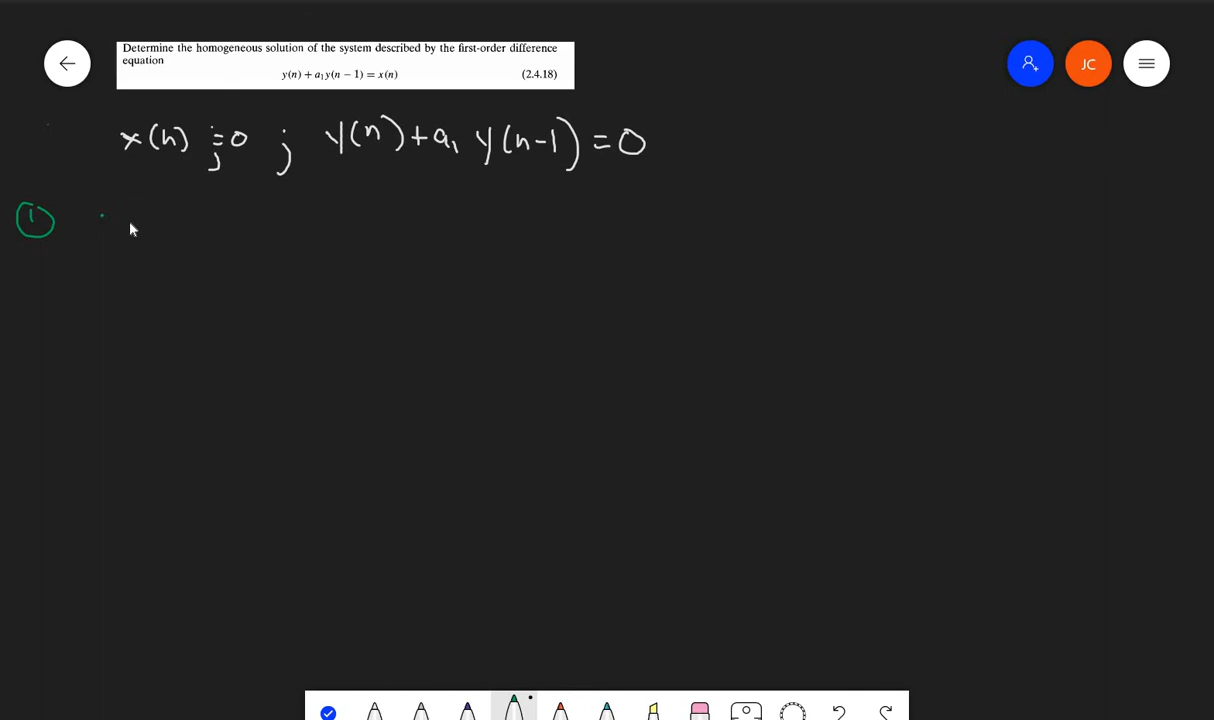 Determine the homogeneous solution of the system described by the first-order difference
equation
y(n) + a₁y(n − 1) = x(n) (2.4.18)
JC
x(n) = 0 ; y(n) + a₁ y(n-1) = 0
1